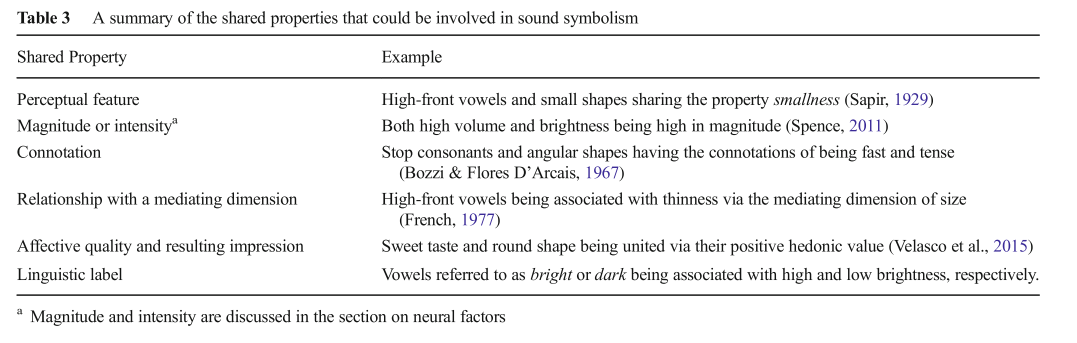 Table 3 A summary of the shared properties that could be involved in sound symbolism
Shared Property Example
Perceptual feature High-front vowels and small shapes sharing the property smallness (Sapir, 1929)
Magnitude or intensitya Both high volume and brightness being high in magnitude (Spence, 2011)
Connotation Stop consonants and angular shapes having the connotations of being fast and tense
(Bozzi & Flores D’Arcais, 1967)
Relationship with a mediating dimension High-front vowels being associated with thinness via the mediating dimension of size
(French, 1977)
Affective quality and resulting impression Sweet taste and round shape being united via their positive hedonic value (Velasco et al., 2015)
Linguistic label Vowels referred to as bright or dark being associated with high and low brightness, respectively.
a Magnitude and intensity are discussed in the section on neural factors